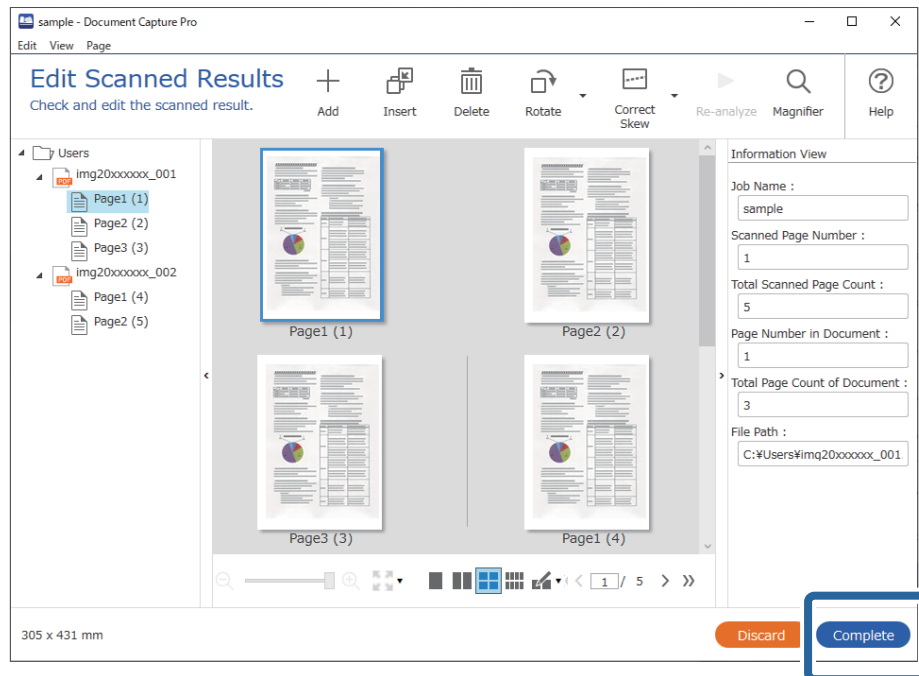 sample - Document Capture Pro
Edit View Page
Edit Scanned Results
Check and edit the scanned result.
Add
Insert
Delete
Rotate
Correct
Skew
Re-analyze
Magnifier
Help
Users
PDF
img20xxxxxx_001
Page1 (1)
Page2 (2)
Page3 (3)
PDF
img20xxxxxx_002
Page1 (4)
Page2 (5)
Page1 (1)
Page2 (2)
Page3 (3)
Page1 (4)
1 / 5
Information View
Job Name :
sample
Scanned Page Number :
1
Total Scanned Page Count :
5
Page Number in Document :
1
Total Page Count of Document :
3
File Path :
C:¥Users¥img20xxxxxx_001
305 x 431 mm
Discard
Complete